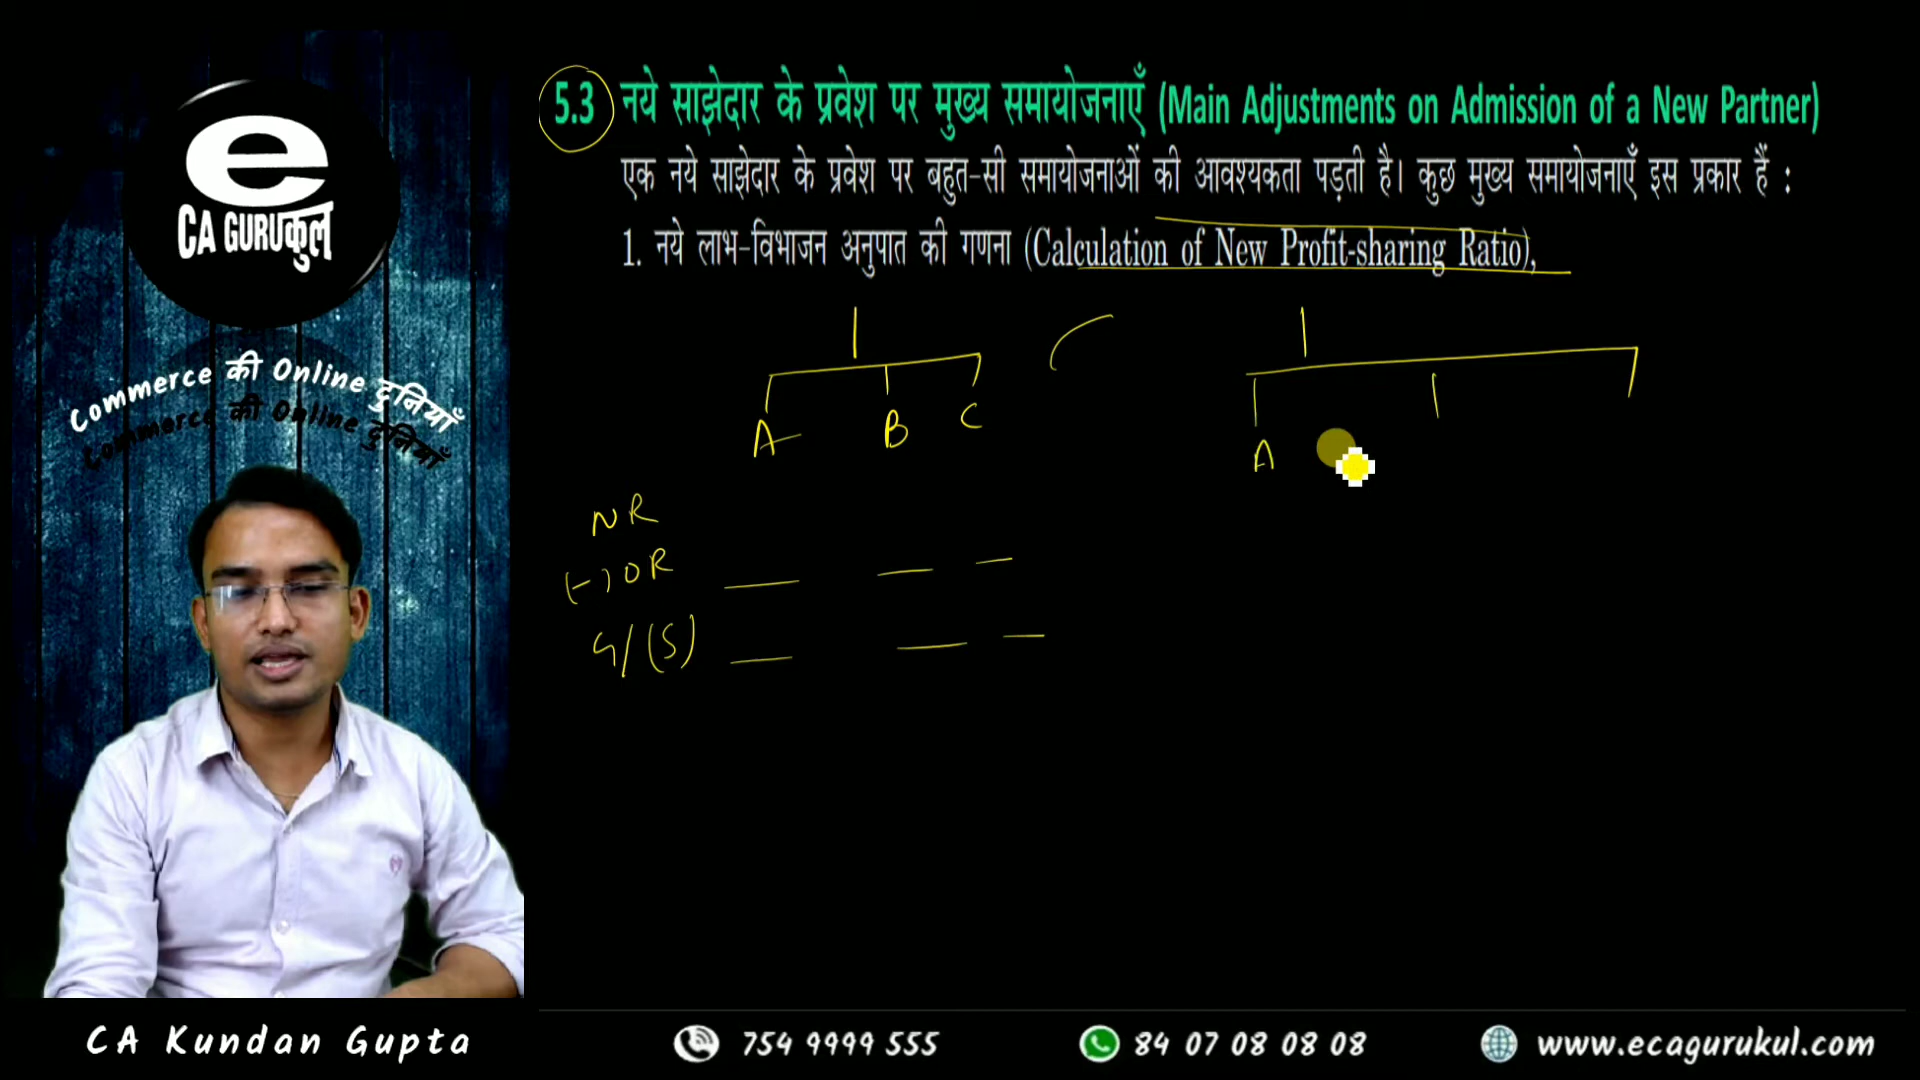 5.3 नये साझेदार के प्रवेश पर मुख्य समायोजनाएँ (Main Adjustments on Admission of a New Partner)
एक नये साझेदार के प्रवेश पर बहुत-सी समायोजनाओं की आवश्यकता पड़ती है। कुछ मुख्य समायोजनाएँ इस प्रकार हैं :
1. नये लाभ-विभाजन अनुपात की गणना (Calculation of New Profit-sharing Ratio),
e
CA GURUकुल
Commerce की Online दुनियाँ
A B C
A
NR
(-) OR
G/(S)
CA Kundan Gupta
754 9999 555
84 07 08 08 08
www.ecagurukul.com